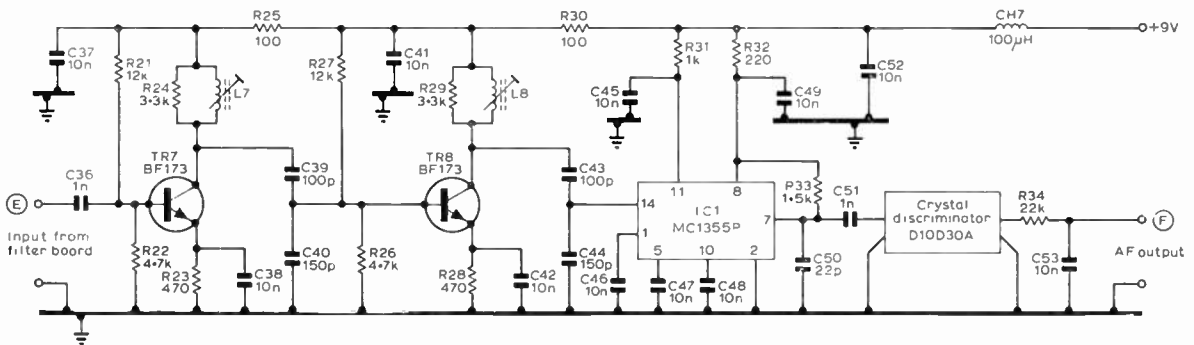 R25
100
R30
100
CH7
100µH
+9V
C37
10n
R21
12k
R24
3·3k
L7
R27
12k
C41
10n
R29
3·3k
L8
R31
1k
R32
220
C45
10n
C49
10n
C52
10n
TR7
BF173
TR8
BF173
C36
1n
E
Input from
filter board
C39
100p
C43
100p
R22
4·7k
R23
470
C38
10n
C40
150p
R26
4·7k
R28
470
C42
10n
C44
150p
C46
10n
11
8
14
1
IC1
MC1355P
7
5
10
2
C47
10n
C48
10n
R33
1·5k
C51
1n
C50
22p
Crystal
discriminator
D10D30A
R34
22k
C53
10n
F
AF output